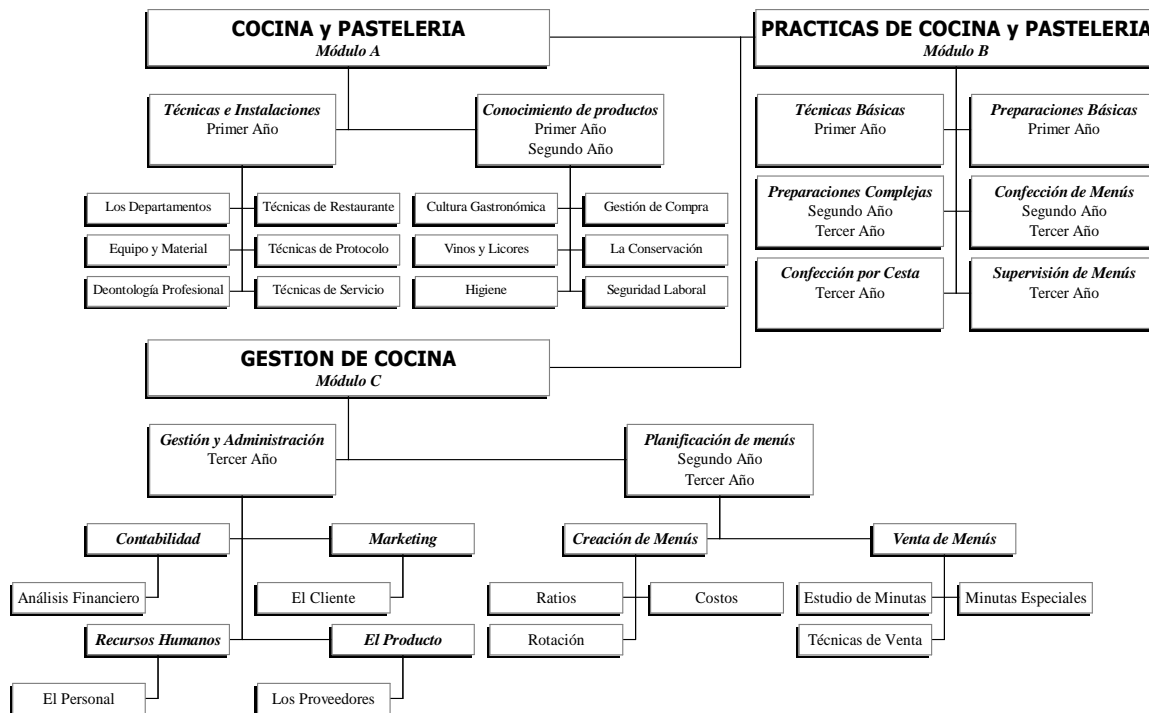 COCINA y PASTELERIA
Módulo A
PRACTICAS DE COCINA y PASTELERIA
Módulo B
Técnicas e Instalaciones
Primer Año
Conocimiento de productos
Primer Año
Segundo Año
Técnicas Básicas
Primer Año
Preparaciones Básicas
Primer Año
Los Departamentos
Técnicas de Restaurante
Cultura Gastronómica
Gestión de Compra
Equipo y Material
Técnicas de Protocolo
Vinos y Licores
La Conservación
Deontología Profesional
Técnicas de Servicio
Higiene
Seguridad Laboral
Preparaciones Complejas
Segundo Año
Tercer Año
Confección de Menús
Segundo Año
Tercer Año
Confección por Cesta
Tercer Año
Supervisión de Menús
Tercer Año
GESTION DE COCINA
Módulo C
Gestión y Administración
Tercer Año
Planificación de menús
Segundo Año
Tercer Año
Contabilidad
Marketing
Creación de Menús
Venta de Menús
Análisis Financiero
El Cliente
Ratios
Costos
Estudio de Minutas
Minutas Especiales
Recursos Humanos
El Producto
Rotación
Técnicas de Venta
El Personal
Los Proveedores